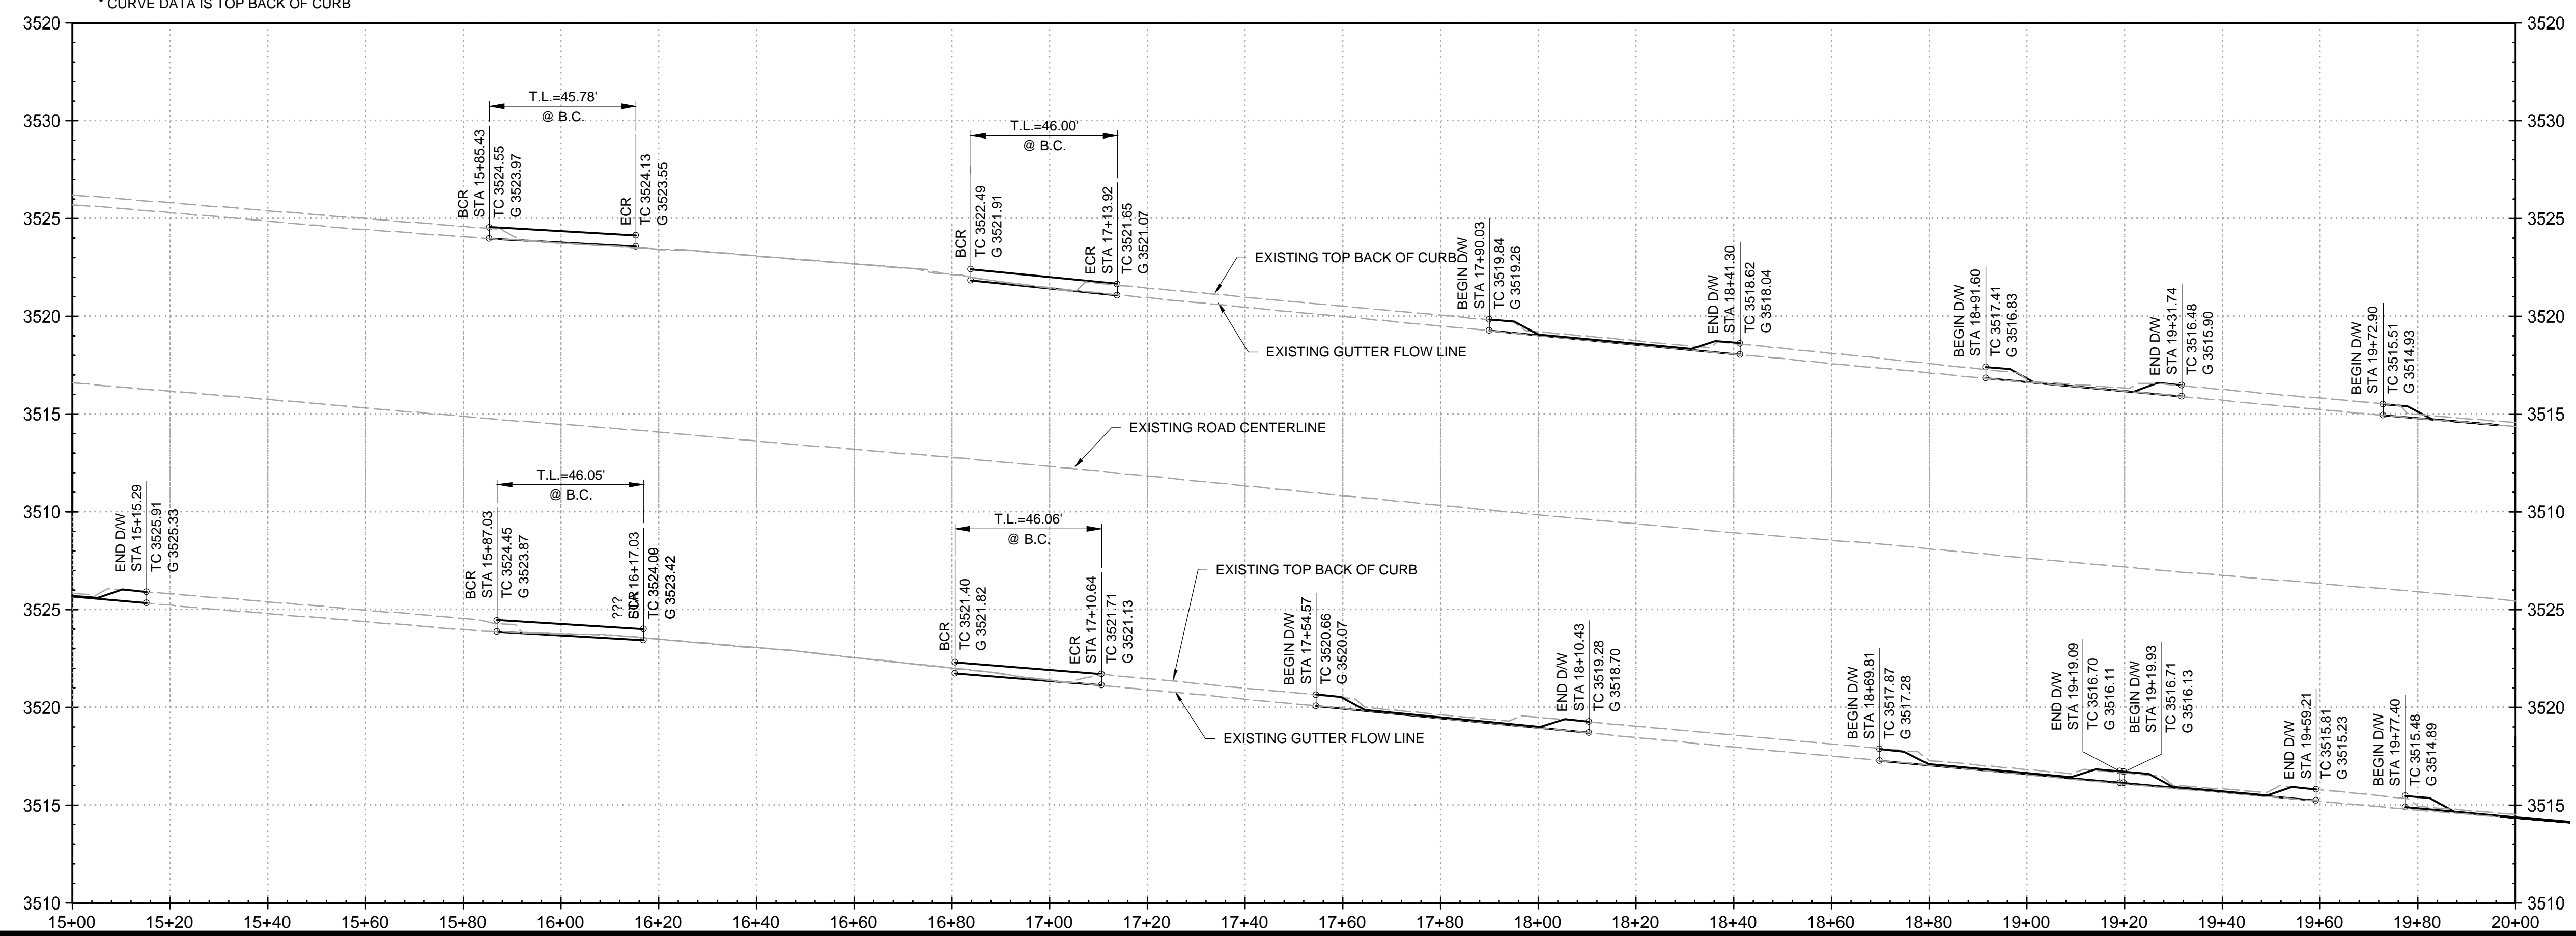 * CURVE DATA IS TOP BACK OF CURB
3520
3520
3530
3530
3525
3525
3520
3520
3515
3515
3510
3510
3525
3525
3520
3520
3515
3515
3510
3510
T.L.=45.78'
@ B.C.
BCR
STA 15+85.43
TC 3524.55
G 3523.97
ECR
TC 3524.13
G 3523.55
T.L.=46.00'
@ B.C.
BCR
TC 3522.49
G 3521.91
ECR
STA 17+13.92
TC 3521.65
G 3521.07
EXISTING TOP BACK OF CURB
EXISTING GUTTER FLOW LINE
BEGIN D/W
STA 17+90.03
TC 3519.84
G 3519.26
END D/W
STA 18+41.30
TC 3518.62
G 3518.04
BEGIN D/W
STA 18+91.60
TC 3517.41
G 3516.83
END D/W
STA 19+31.74
TC 3516.48
G 3515.90
BEGIN D/W
STA 19+72.90
TC 3515.51
G 3514.93
EXISTING ROAD CENTERLINE
END D/W
STA 15+15.29
TC 3525.91
G 3525.33
T.L.=46.05'
@ B.C.
BCR
STA 15+87.03
TC 3524.45
G 3523.87
???
16+17.03
G 3523.42
T.L.=46.06'
@ B.C.
BCR
TC 3521.40
G 3521.82
ECR
STA 17+10.64
TC 3521.71
G 3521.13
EXISTING TOP BACK OF CURB
EXISTING GUTTER FLOW LINE
BEGIN D/W
STA 17+54.57
TC 3520.66
G 3520.07
END D/W
STA 18+10.43
TC 3519.28
G 3518.70
BEGIN D/W
STA 18+69.81
TC 3517.87
G 3517.28
END D/W
STA 19+19.09
TC 3516.70
G 3516.11
BEGIN D/W
STA 19+19.93
TC 3516.71
G 3516.13
END D/W
STA 19+59.21
TC 3515.81
G 3515.23
BEGIN D/W
STA 19+77.40
TC 3515.48
G 3514.89
15+00 15+20 15+40 15+60 15+80 16+00 16+20 16+40 16+60 16+80 17+00 17+20 17+40 17+60 17+80 18+00 18+20 18+40 18+60 18+80 19+00 19+20 19+40 19+60 19+80 20+00